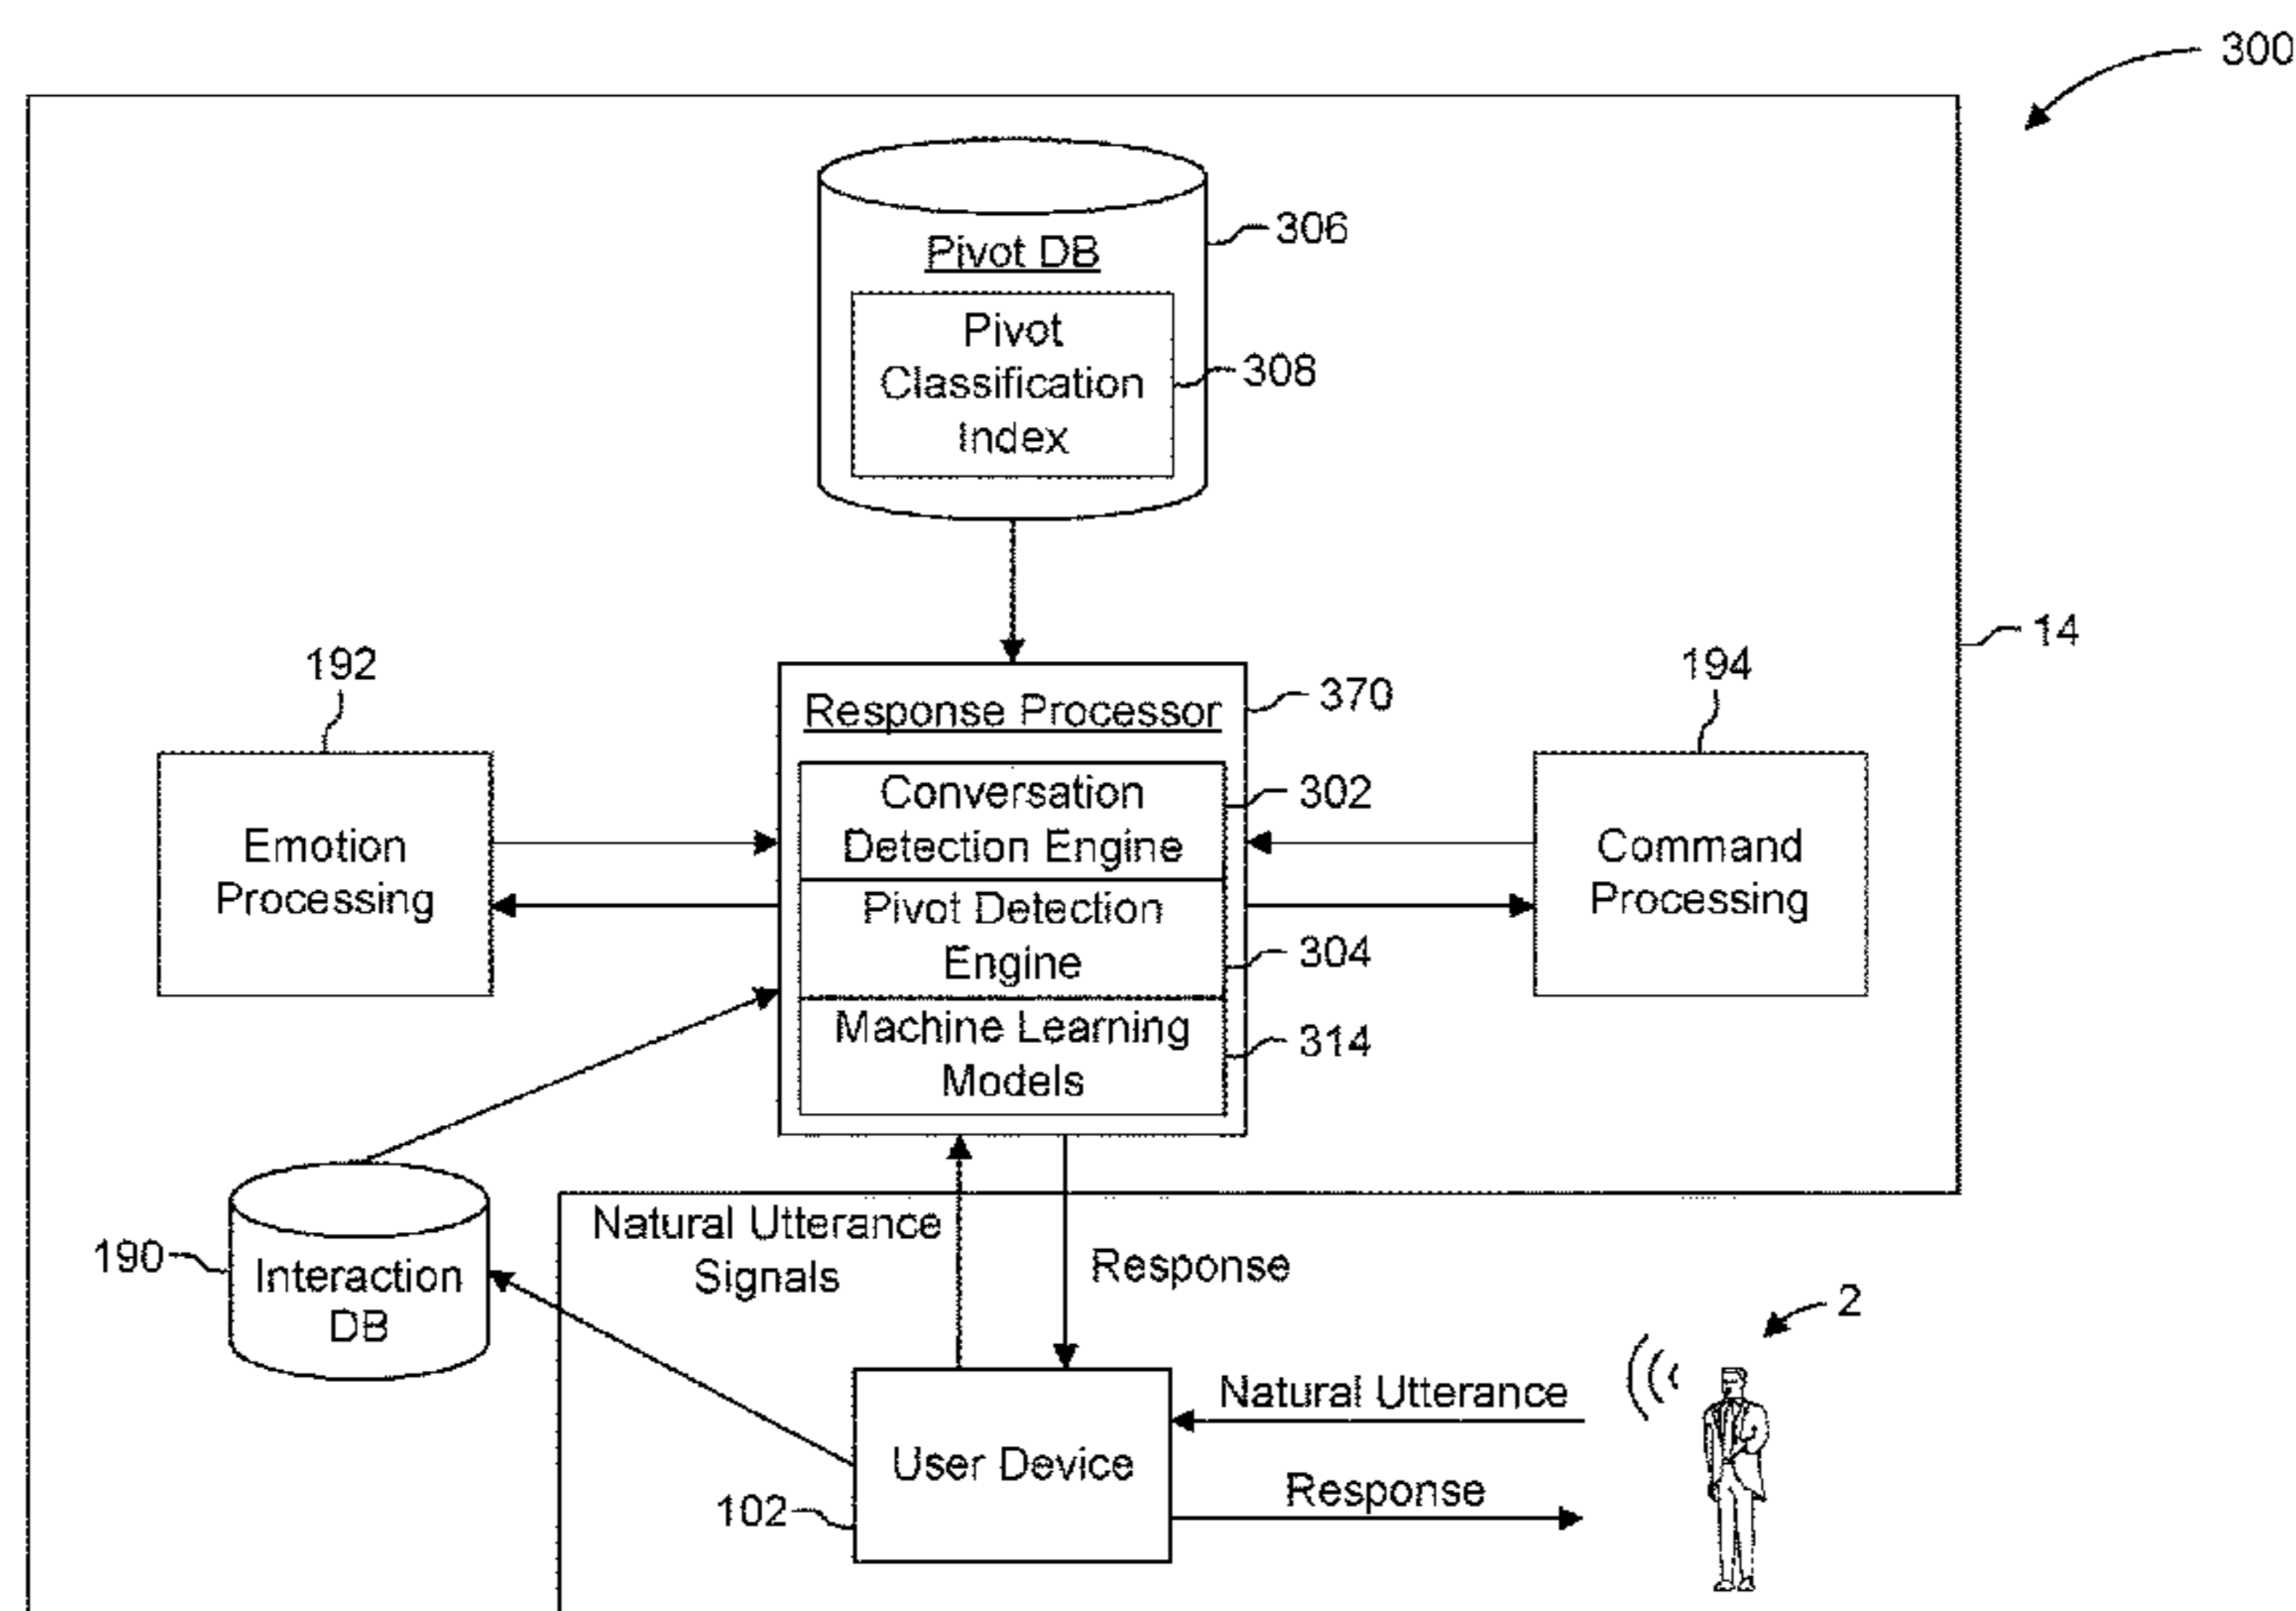 300
306
Pivot DB
Pivot
Classification
Index
308
14
192
194
370
Response Processor
Conversation
Detection Engine
302
Emotion
Processing
Command
Processing
Pivot Detection
Engine
304
Machine Learning
Models
314
190
Interaction
DB
Natural Utterance
Signals
Response
2
Natural Utterance
User Device
Response
102